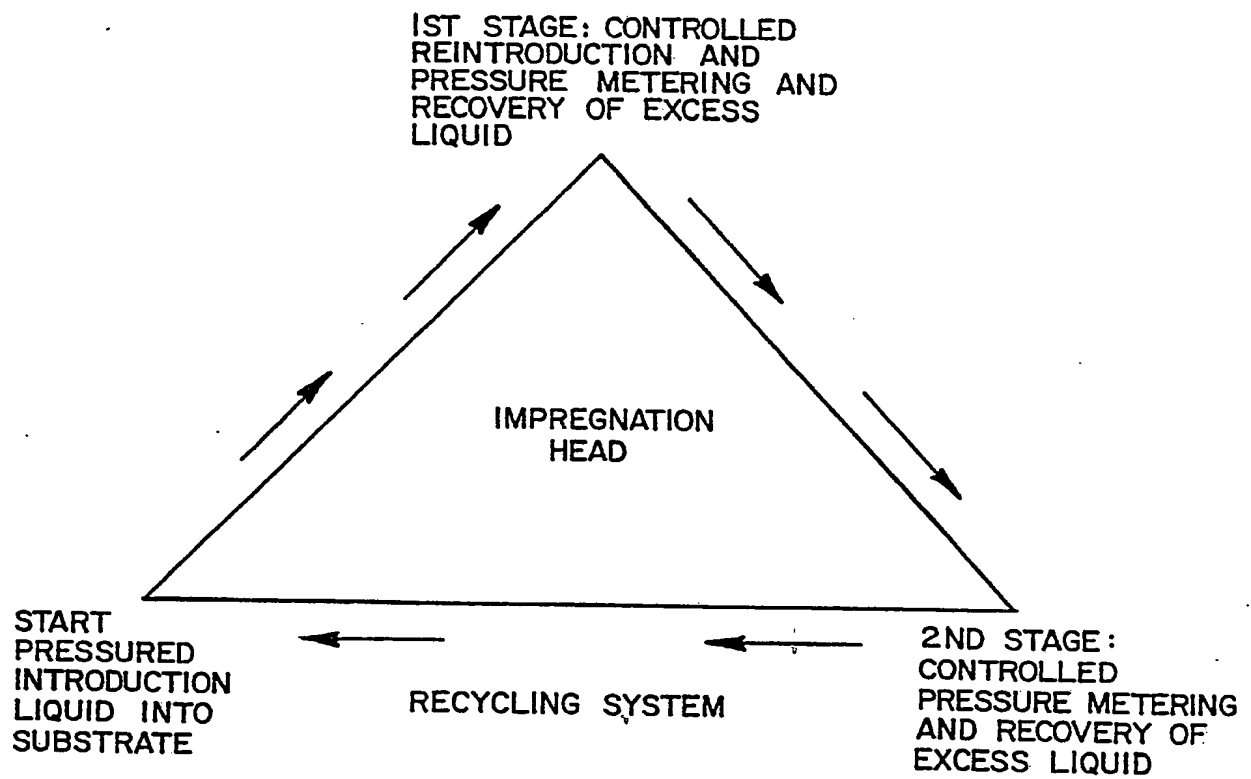 1ST STAGE: CONTROLLED
REINTRODUCTION AND
PRESSURE METERING AND
RECOVERY OF EXCESS
LIQUID
IMPREGNATION
HEAD
START
PRESSURED
INTRODUCTION
LIQUID INTO
SUBSTRATE
RECYCLING SYSTEM
2ND STAGE:
CONTROLLED
PRESSURE METERING
AND RECOVERY OF
EXCESS LIQUID